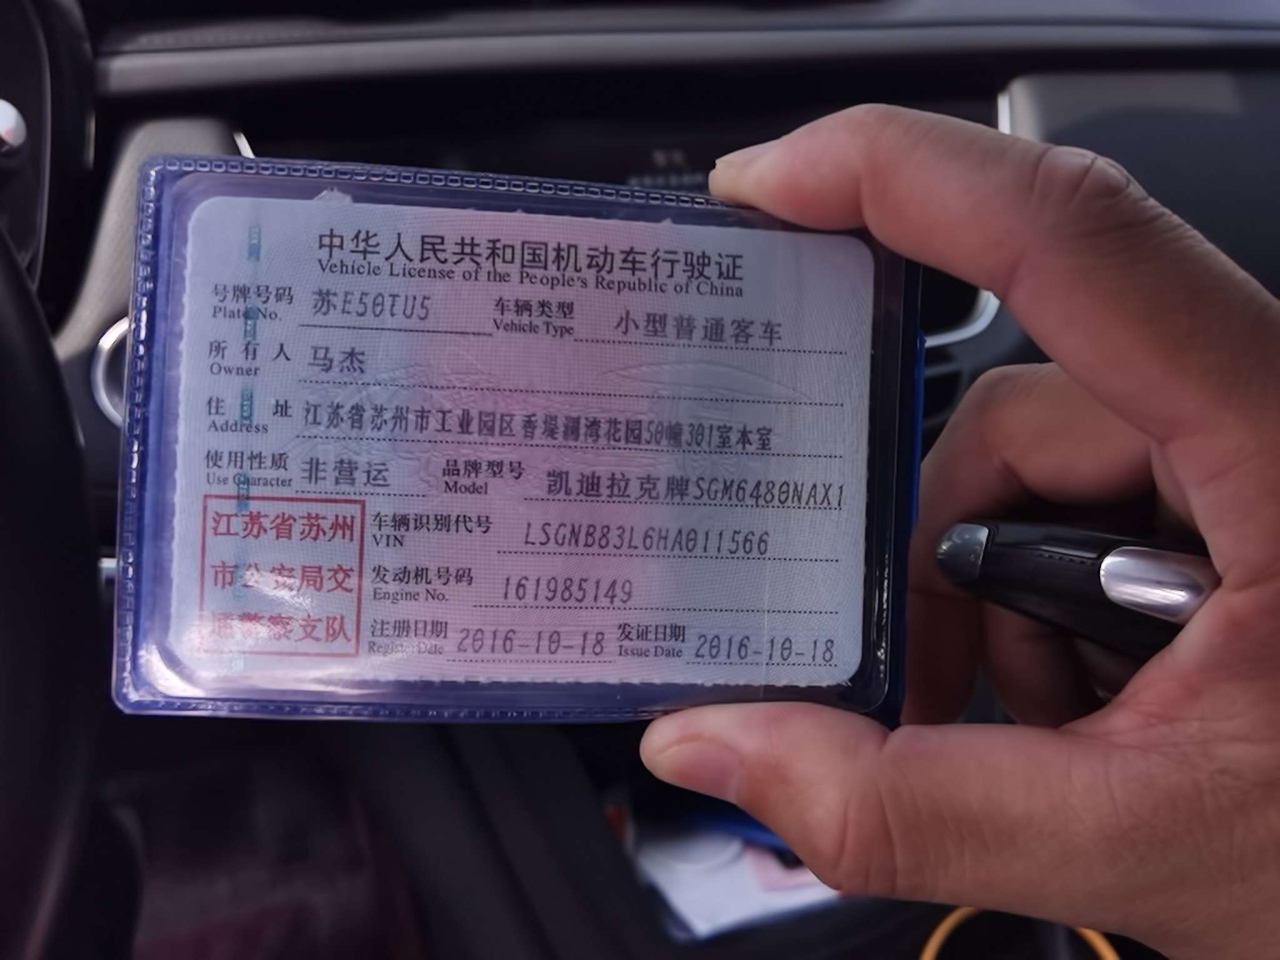 中华人民共和国机动车行驶证
Vehicle License of the People's Republic of China
号牌号码 苏E50TU5 车辆类型 小型普通客车
Plate No. Vehicle Type
所有人 马杰
Owner
住址 江苏省苏州市工业园区香堤澜湾花园50幢301室本室
Address
使用性质 非营运 品牌型号 凯迪拉克牌SGM6480NAX1
Use Character Model
江苏省苏州
市公安局交
通警察支队
车辆识别代号 LSGNB83L6HA011566
VIN
发动机号码 161985149
Engine No.
注册日期 2016-10-18 发证日期 2016-10-18
Register Date Issue Date